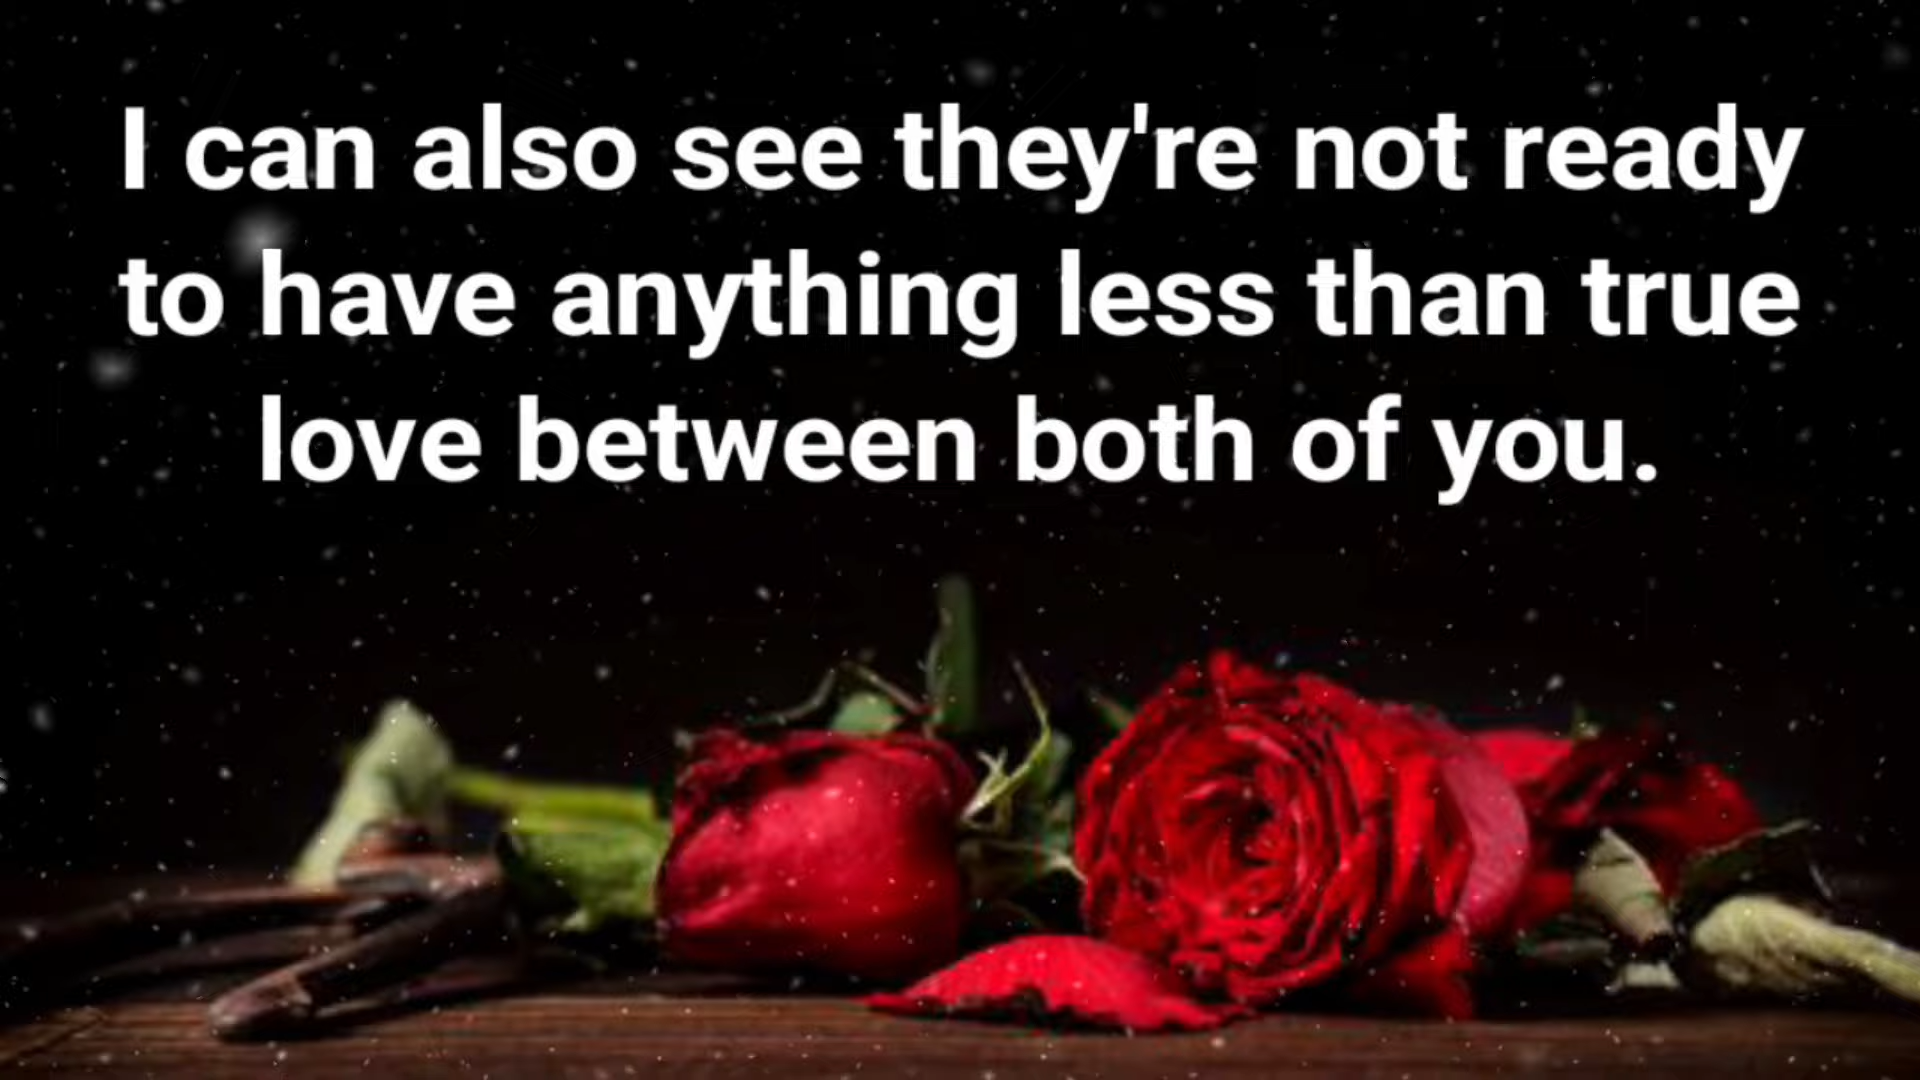 I can also see they're not ready
to have anything less than true
love between both of you.